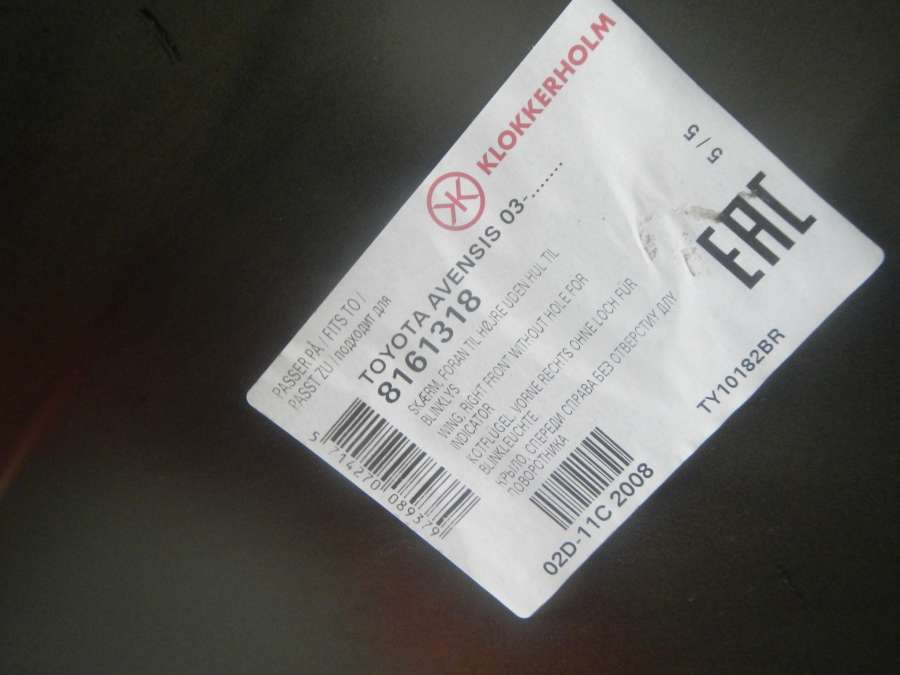 KLOKKERHOLM
PASSER PÅ / FITS TO /
PASST ZU / ПОДХОДИТ ДЛЯ
TOYOTA AVENSIS 03-........
8161318
SKÆRM, FORAN TIL HØJRE UDEN HUL TIL
BLINKLYS
WING, RIGHT FRONT WITHOUT HOLE FOR
INDICATOR
KOTFLÜGEL, VORNE RECHTS OHNE LOCH FÜR
BLINKLEUCHTE
КРЫЛО, СПЕРЕДИ СПРАВА БЕЗ ОТВЕРСТИУ ДЛУ
ПОВОРОТНИКА
5 714270 089379
02D-11C 2008
TY10182BR
5 / 5
EAC